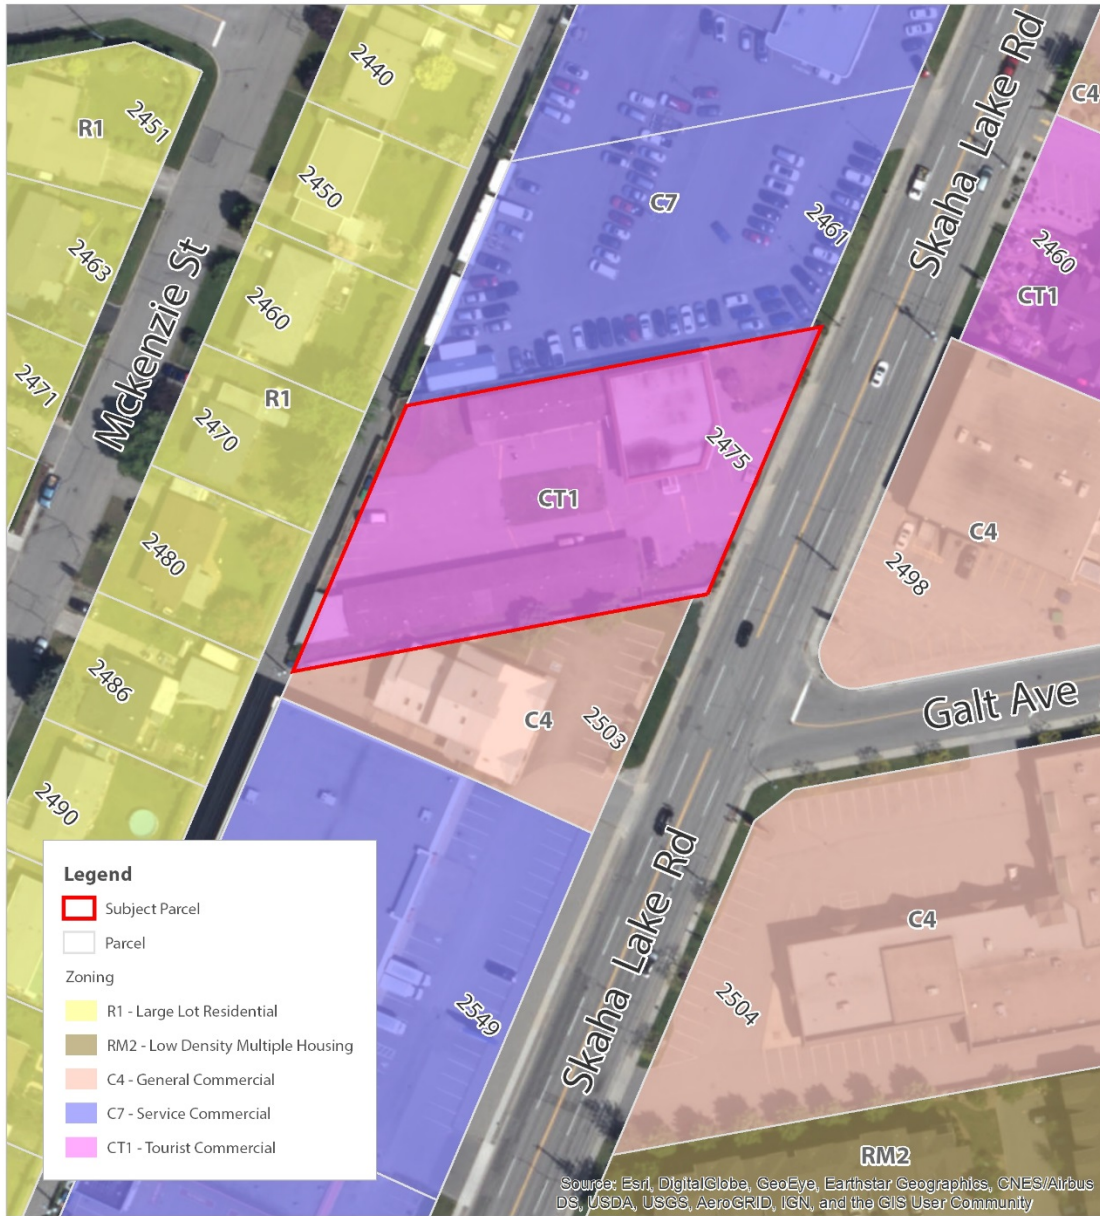 2440
Skaha Lake Rd
C4
R1
2451
2450
C7
2461
2463
2460
CT1
Mckenzie St
2460
2471
R1
2470
2475
CT1
C4
2498
2480
2486
Galt Ave
C4
2503
2490
Legend
Subject Parcel
Parcel
Zoning
R1 - Large Lot Residential
RM2 - Low Density Multiple Housing
C4 - General Commercial
C7 - Service Commercial
CT1 - Tourist Commercial
Skaha Lake Rd
C4
2504
2549
RM2
Source: Esri, DigitalGlobe, GeoEye, Earthstar Geographics, CNES/Airbus
DS, USDA, USGS, AeroGRID, IGN, and the GIS User Community